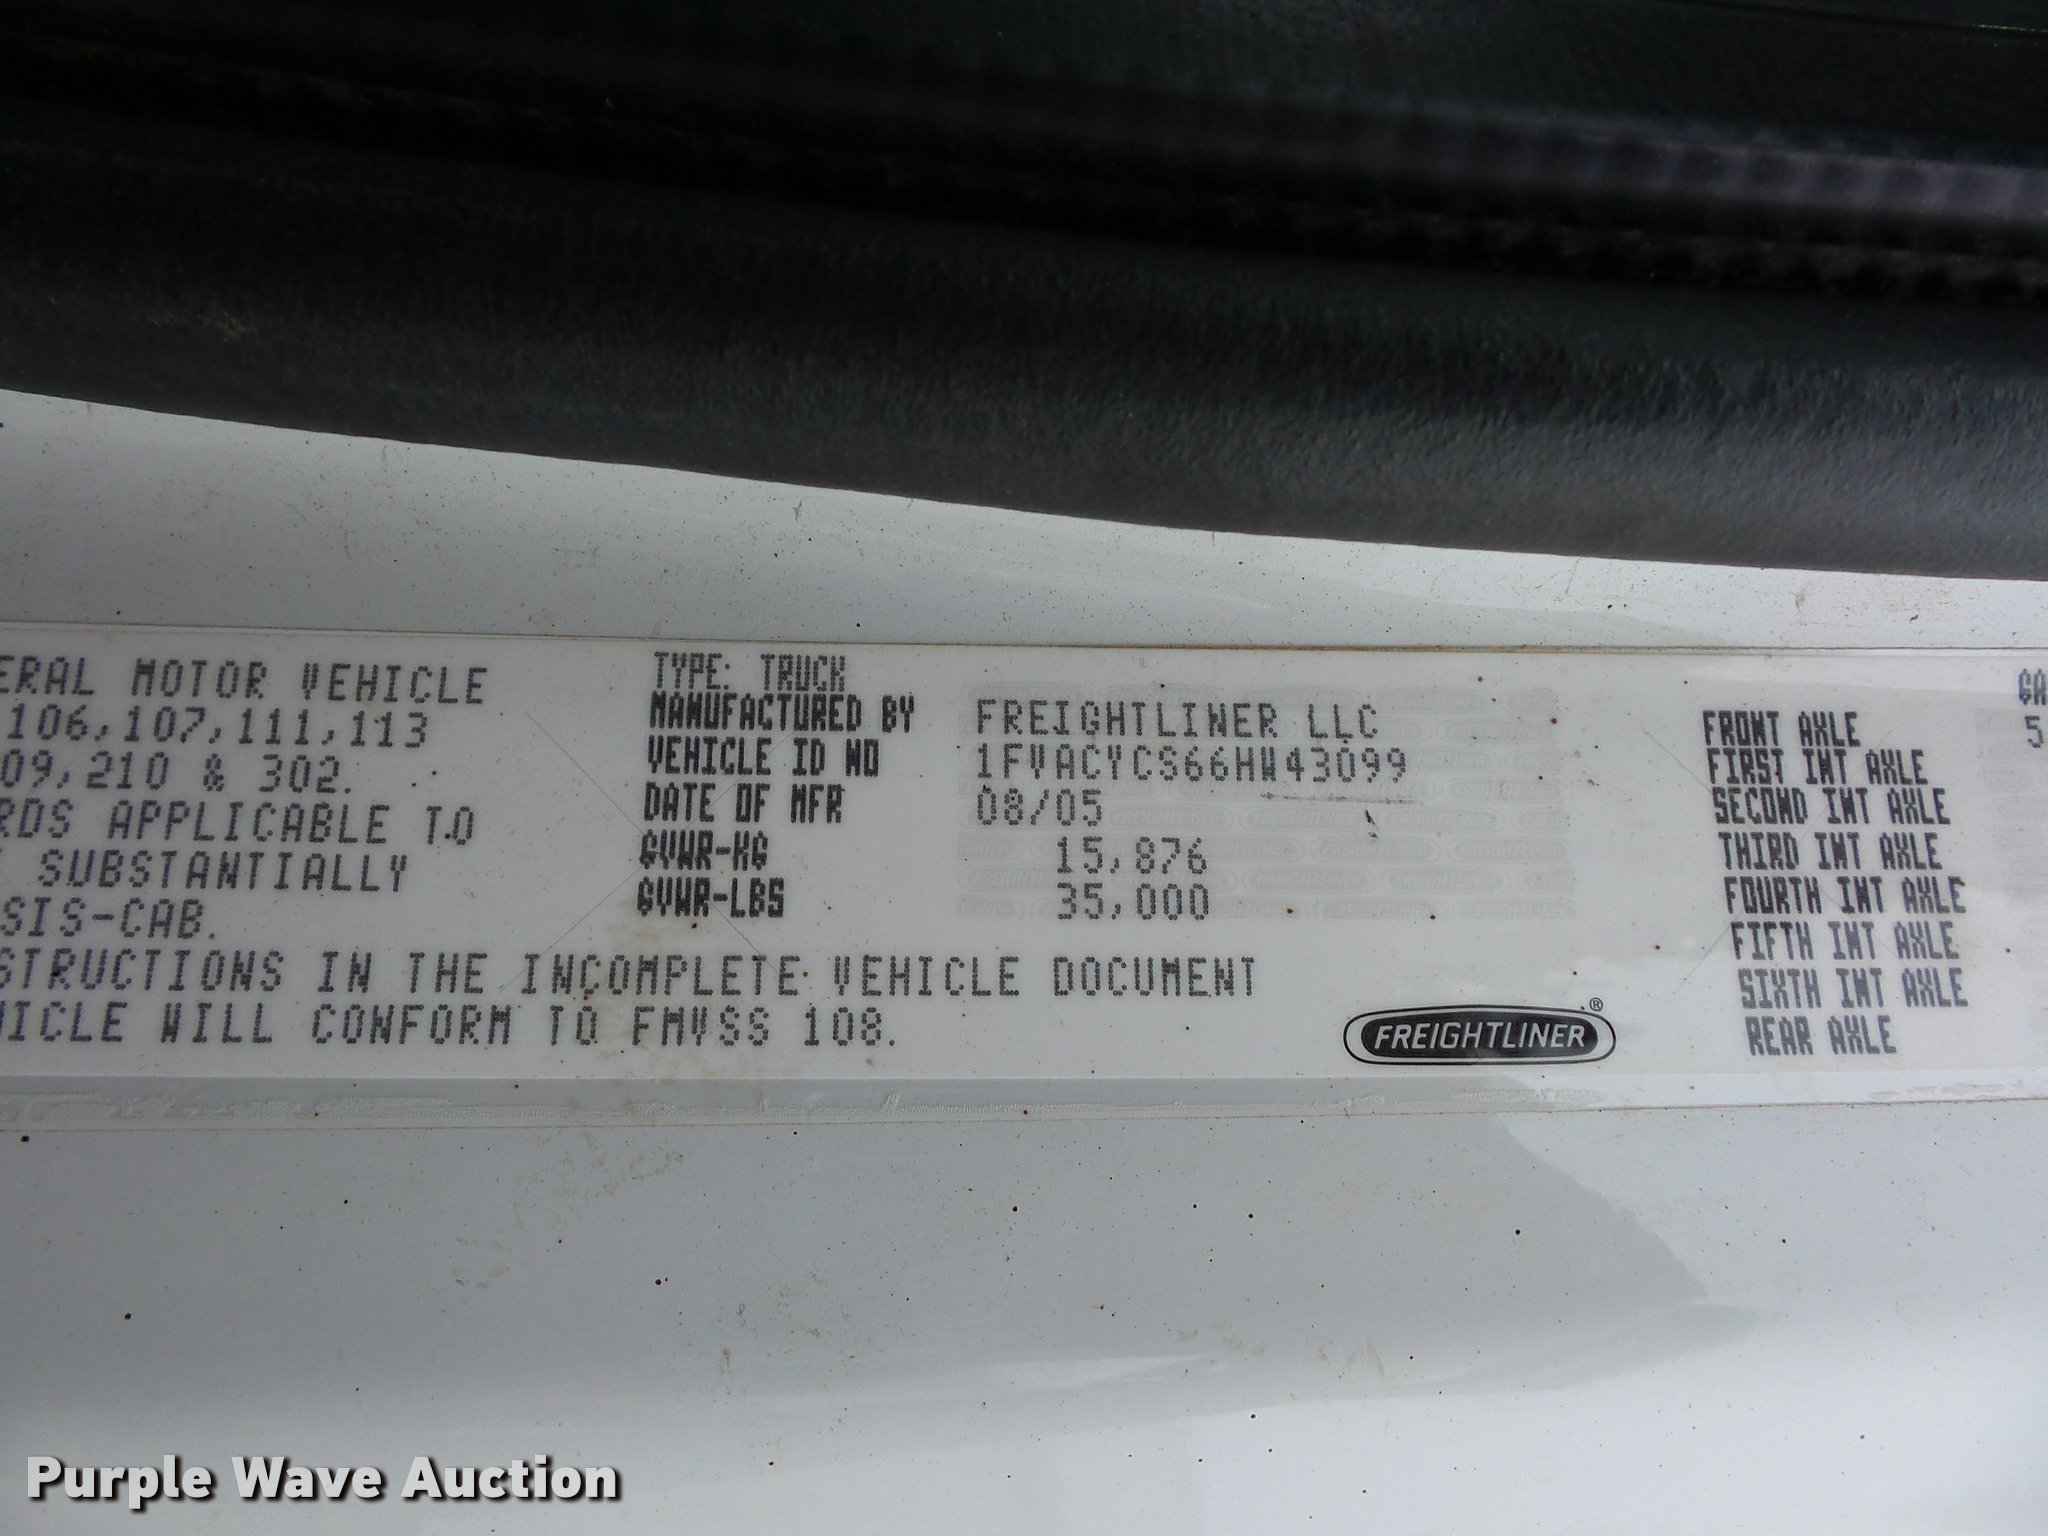 ERAL MOTOR VEHICLE
106,107,111,113
09,210 & 302.
RDS APPLICABLE TO
SUBSTANTIALLY
SIS-CAB.
STRUCTIONS IN THE INCOMPLETE VEHICLE DOCUMENT
HICLE WILL CONFORM TO FMVSS 108.
TYPE: TRUCK
MANUFACTURED BY FREIGHTLINER LLC
VEHICLE ID NO 1FVACYCS66HW43099
DATE OF MFR 08/05
GVWR-KG 15,876
GVWR-LBS 35,000
FREIGHTLINER®
GA
FRONT AXLE 5
FIRST INT AXLE
SECOND INT AXLE
THIRD INT AXLE
FOURTH INT AXLE
FIFTH INT AXLE
SIXTH INT AXLE
REAR AXLE
Purple Wave Auction